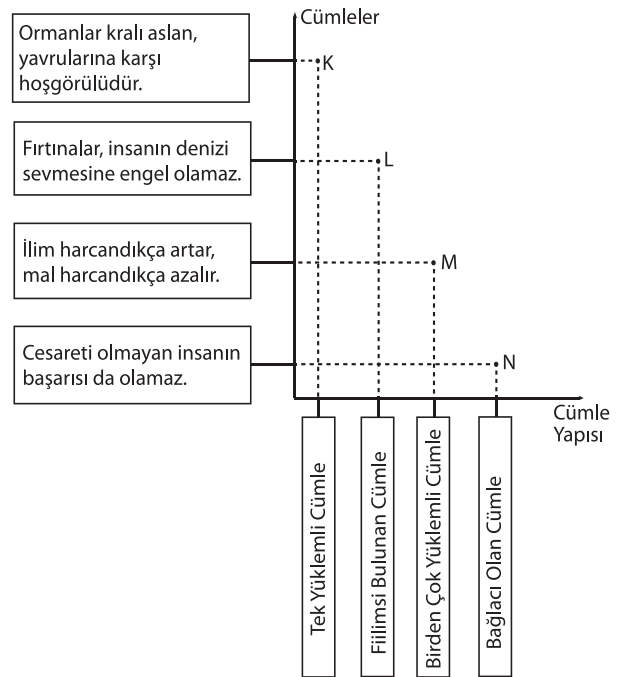 Cümleler
Ormanlar kralı aslan,
yavrularına karşı
hoşgörülüdür.
K
Fırtınalar, insanın denizi
sevmesine engel olamaz.
L
İlim harcandıkça artar,
mal harcandıkça azalır.
M
Cesareti olmayan insanın
başarısı da olamaz.
N
Cümle
Yapısı
Tek Yüklemli Cümle
Fiilimsi Bulunan Cümle
Birden Çok Yüklemli Cümle
Bağlacı Olan Cümle